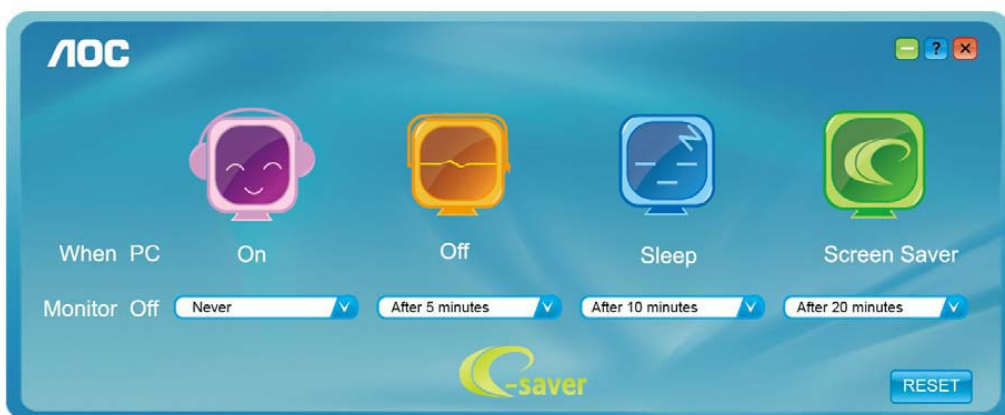 AOC
?
When PC On Off Sleep Screen Saver
Monitor Off Never After 5 minutes After 10 minutes After 20 minutes
e-saver
RESET